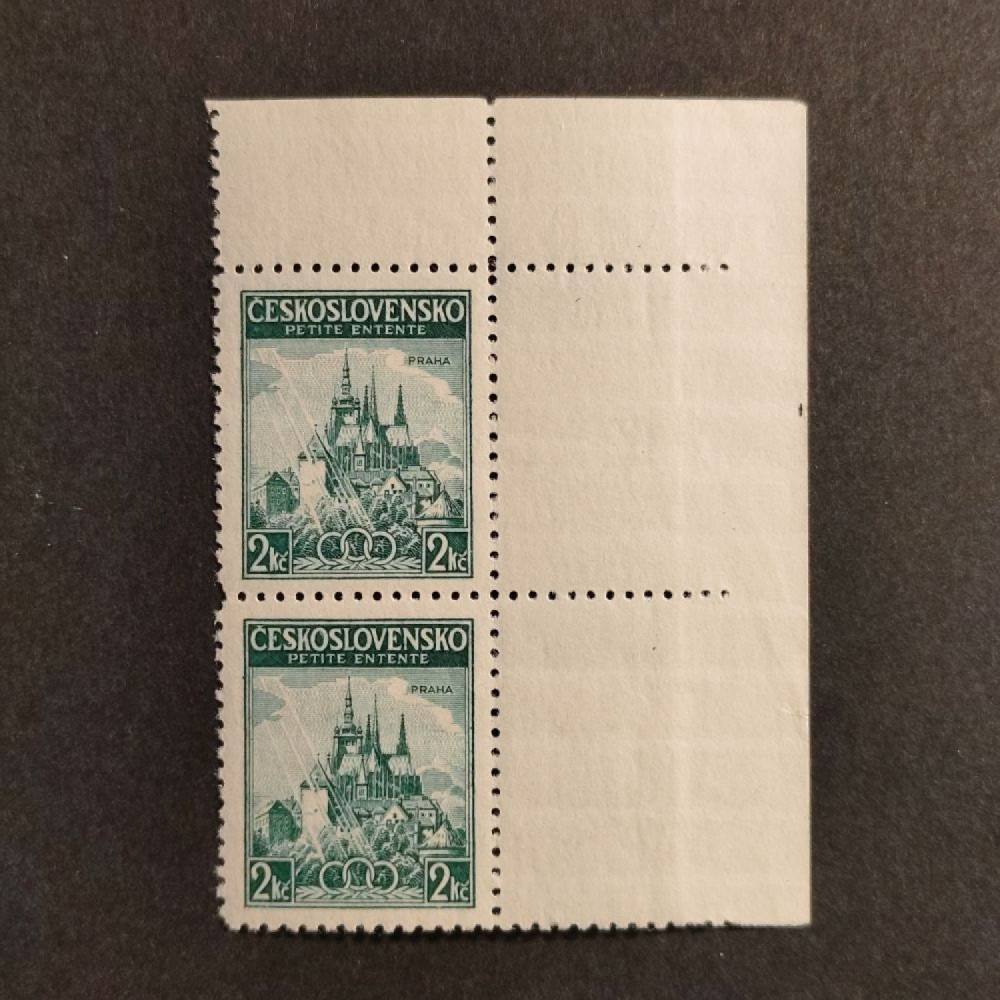 ČESKOSLOVENSKO
PETITE ENTENTE
PRAHA
2Kč 2Kč
ČESKOSLOVENSKO
PETITE ENTENTE
PRAHA
2Kč 2Kč